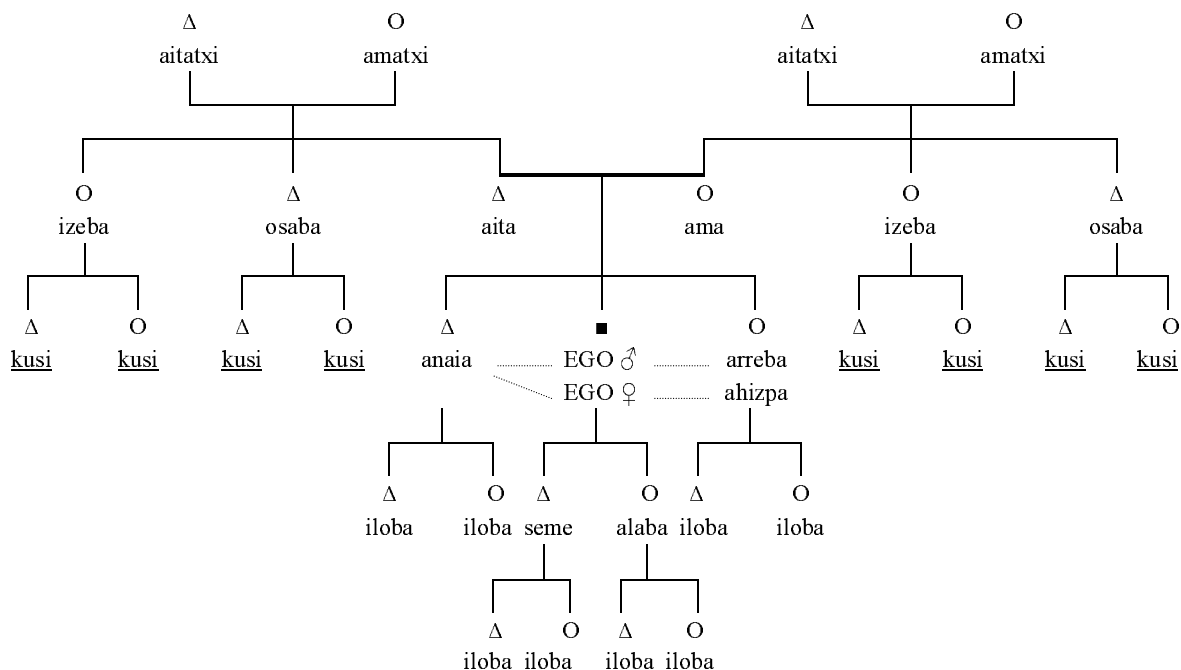 Δ O Δ O
aitatxi amatxi aitatxi amatxi
O Δ Δ O O Δ
izeba osaba aita ama izeba osaba
Δ O Δ O Δ ■ O Δ O Δ O
kusi kusi kusi kusi anaia EGO ♂ arreba kusi kusi kusi kusi
EGO ♀ ahizpa
Δ O Δ O Δ O
iloba iloba seme alaba iloba iloba
Δ O Δ O
iloba iloba iloba iloba